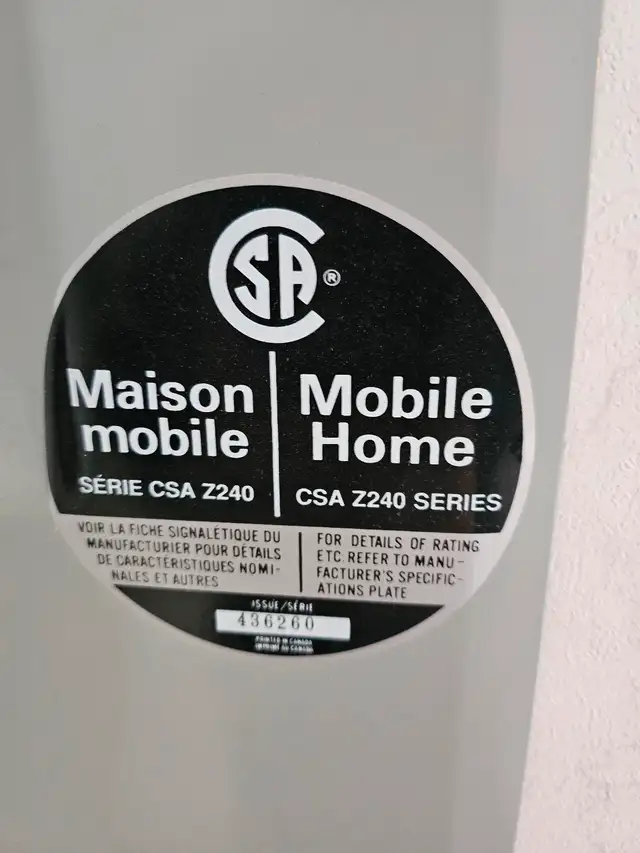 CSA®
Maison
mobile
SÉRIE CSA Z240
Mobile
Home
CSA Z240 SERIES
VOIR LA FICHE SIGNALÉTIQUE DU
MANUFACTURIER POUR DÉTAILS
DE CARACTÉRISTIQUES NOMI-
NALES ET AUTRES
FOR DETAILS OF RATING
ETC. REFER TO MANU-
FACTURER'S SPECIFIC-
ATIONS PLATE
ISSUE/SÉRIE
436260
PRINTED IN CANADA
IMPRIMÉ AU CANADA